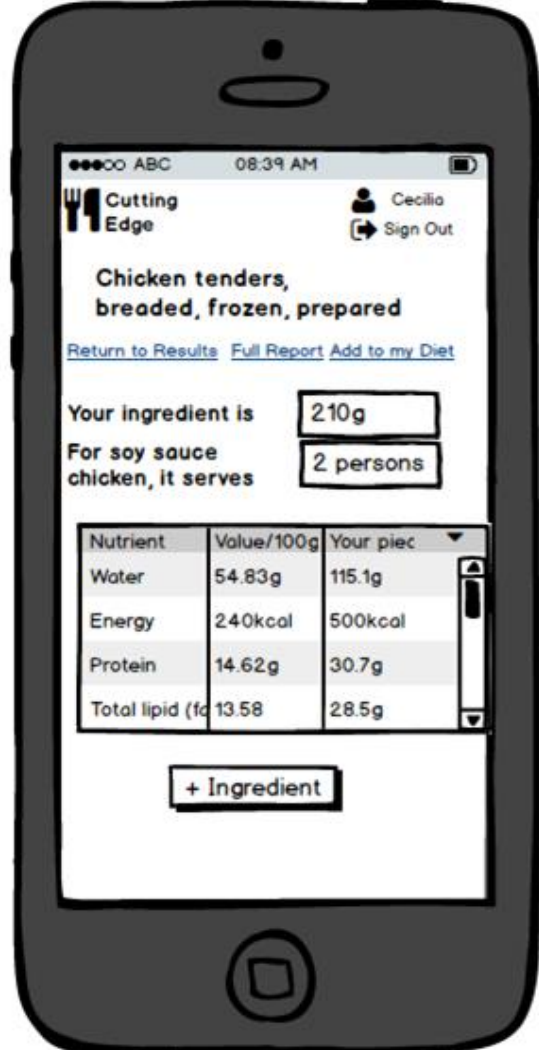 ABC 08:39 AM
Cutting Cecilia
Edge Sign Out
Chicken tenders,
breaded, frozen, prepared
Return to Results Full Report Add to my Diet
Your ingredient is 210g
For soy sauce
chicken, it serves 2 persons
Nutrient Value/100g Your piec
Water 54.83g 115.1g
Energy 240kcal 500kcal
Protein 14.62g 30.7g
Total lipid (fa 13.58 28.5g
+ Ingredient